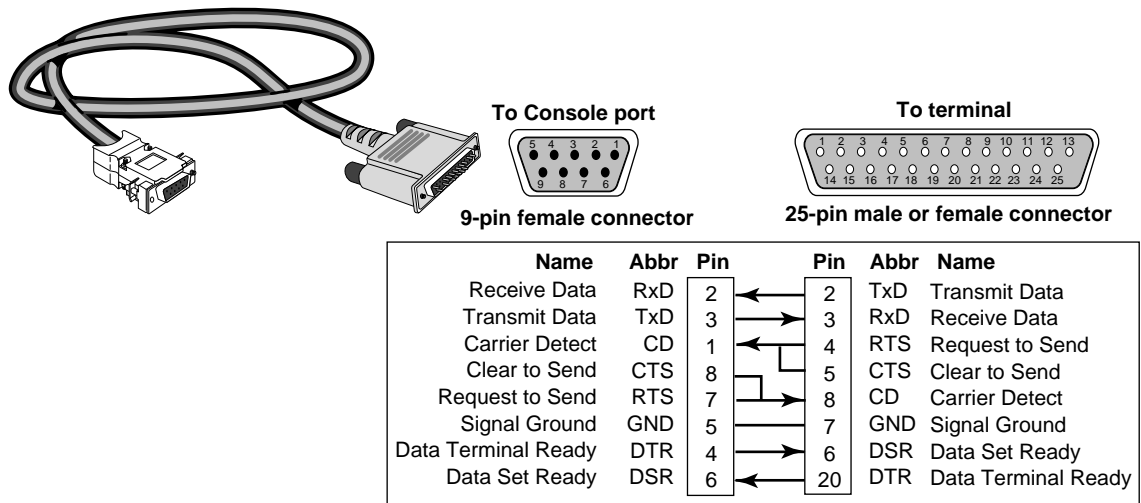 To Console port
5 4 3 2 1
9 8 7 6
9-pin female connector
To terminal
1 2 3 4 5 6 7 8 9 10 11 12 13
14 15 16 17 18 19 20 21 22 23 24 25
25-pin male or female connector
Name Abbr Pin Pin Abbr Name
Receive Data RxD 2 2 TxD Transmit Data
Transmit Data TxD 3 3 RxD Receive Data
Carrier Detect CD 1 4 RTS Request to Send
Clear to Send CTS 8 5 CTS Clear to Send
Request to Send RTS 7 8 CD Carrier Detect
Signal Ground GND 5 7 GND Signal Ground
Data Terminal Ready DTR 4 6 DSR Data Set Ready
Data Set Ready DSR 6 20 DTR Data Terminal Ready